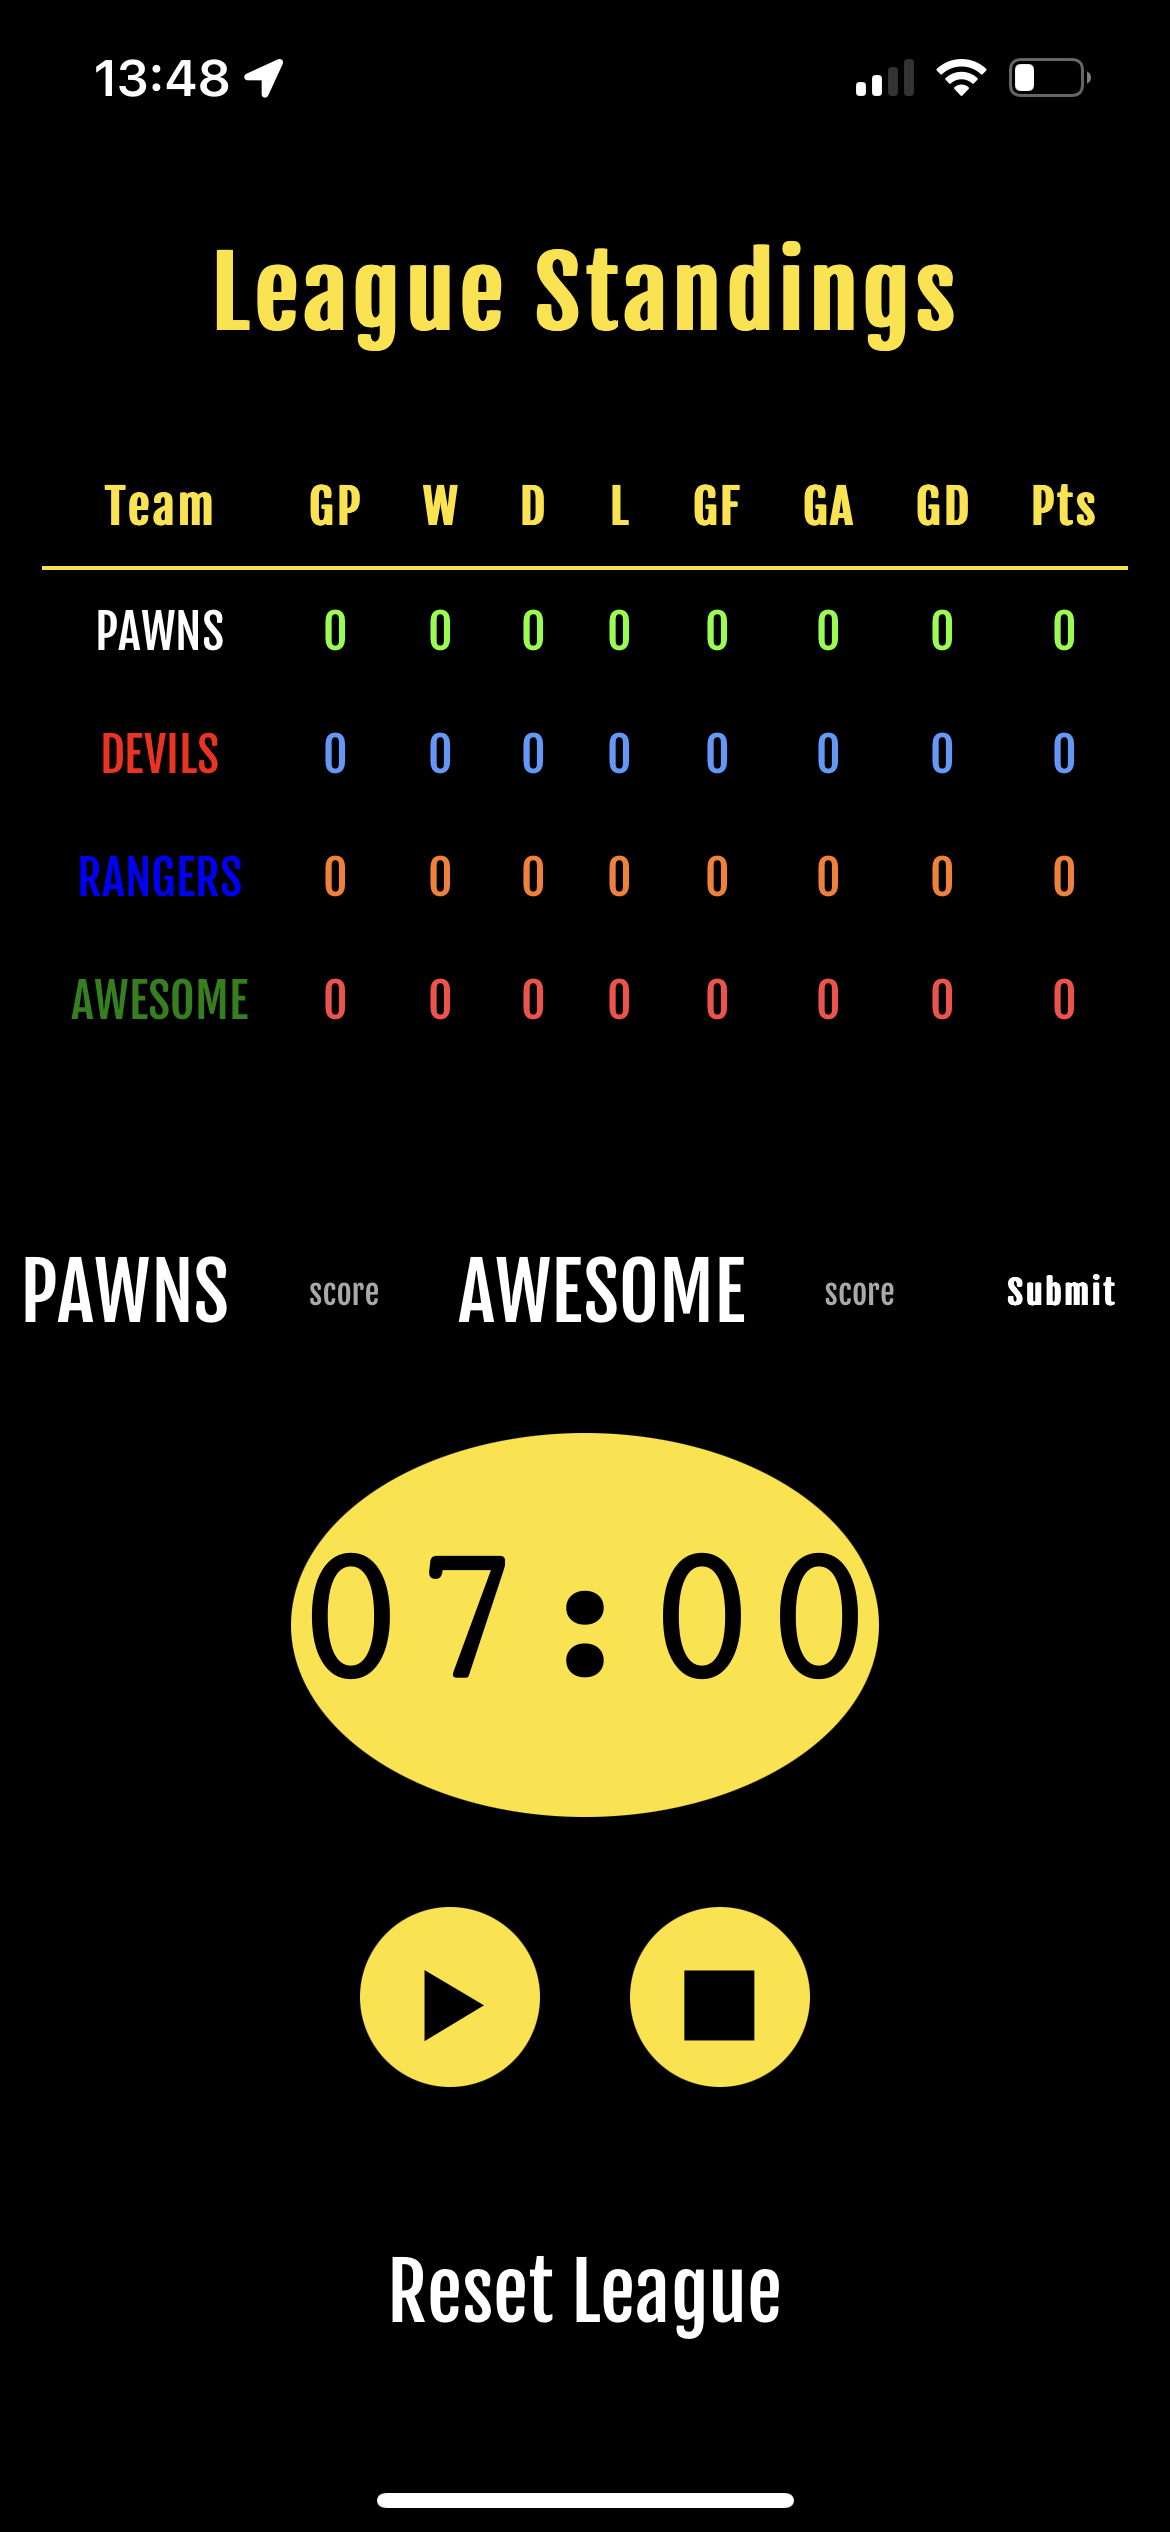 13:48
League Standings
Team GP W D L GF GA GD Pts
PAWNS 0 0 0 0 0 0 0 0
DEVILS 0 0 0 0 0 0 0 0
RANGERS 0 0 0 0 0 0 0 0
AWESOME 0 0 0 0 0 0 0 0
PAWNS score AWESOME score Submit
07:00
Reset League